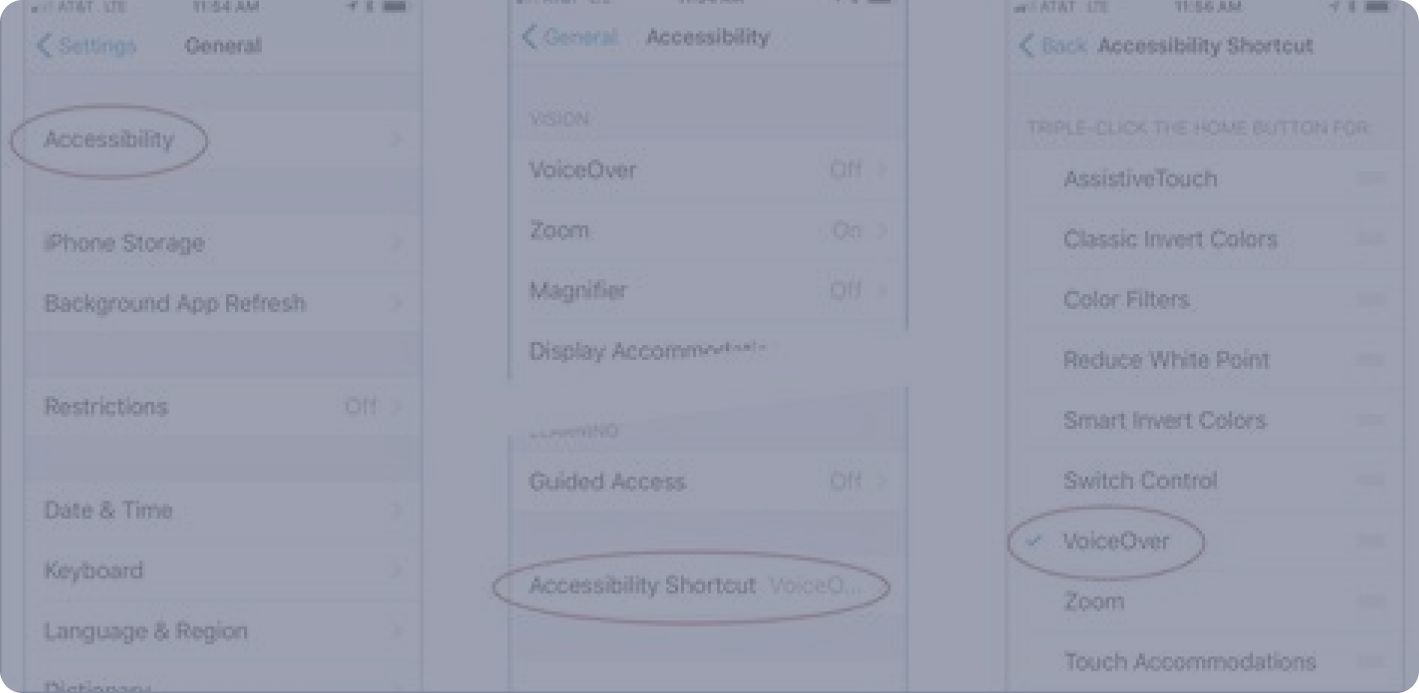 AT&T LTE 11:54 AM
Settings General
Accessibility
iPhone Storage
Background App Refresh
Restrictions Off
Date & Time
Keyboard
Language & Region
Dictionary
General Accessibility
VISION
VoiceOver Off
Zoom On
Magnifier Off
Display
LEARNING
Guided Access Off
Accessibility Shortcut VoiceO...
AT&T LTE 11:56 AM
Back Accessibility Shortcut
TRIPLE-CLICK THE HOME BUTTON FOR:
AssistiveTouch
Classic Invert Colors
Color Filters
Reduce White Point
Smart Invert Colors
Switch Control
VoiceOver
Zoom
Touch Accommodations